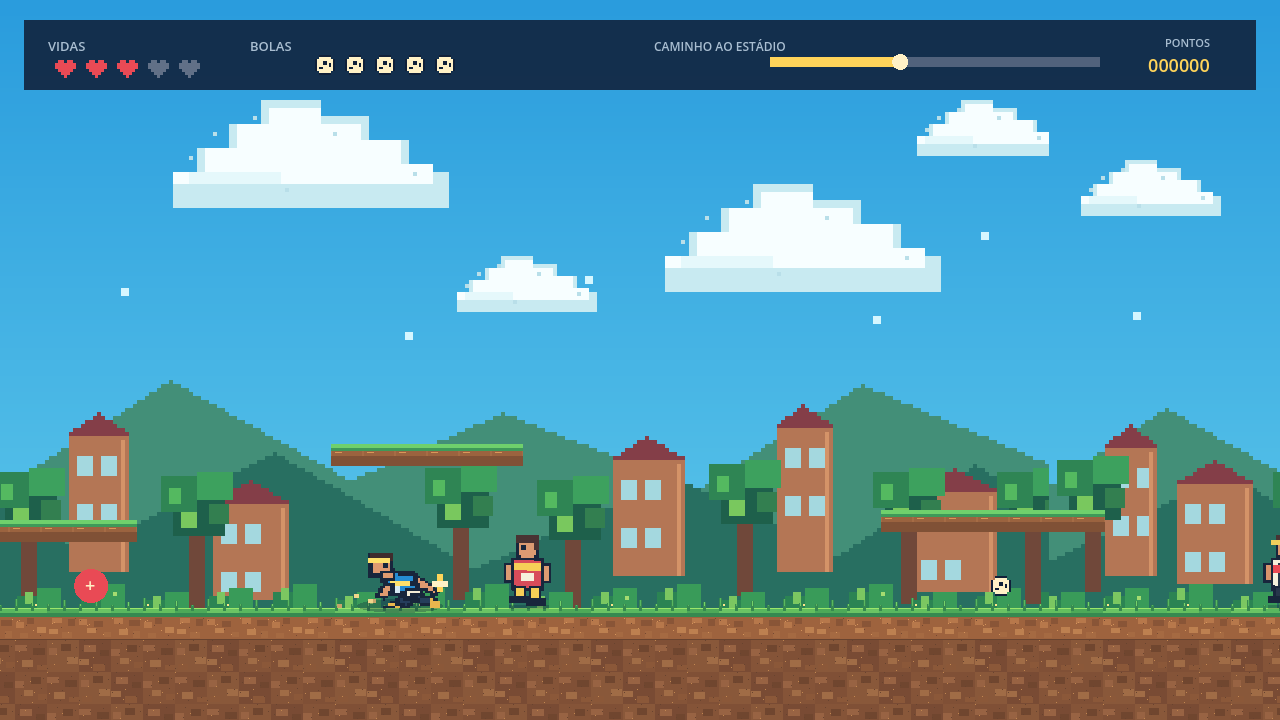 VIDAS
BOLAS
CAMINHO AO ESTÁDIO
PONTOS
000000
+